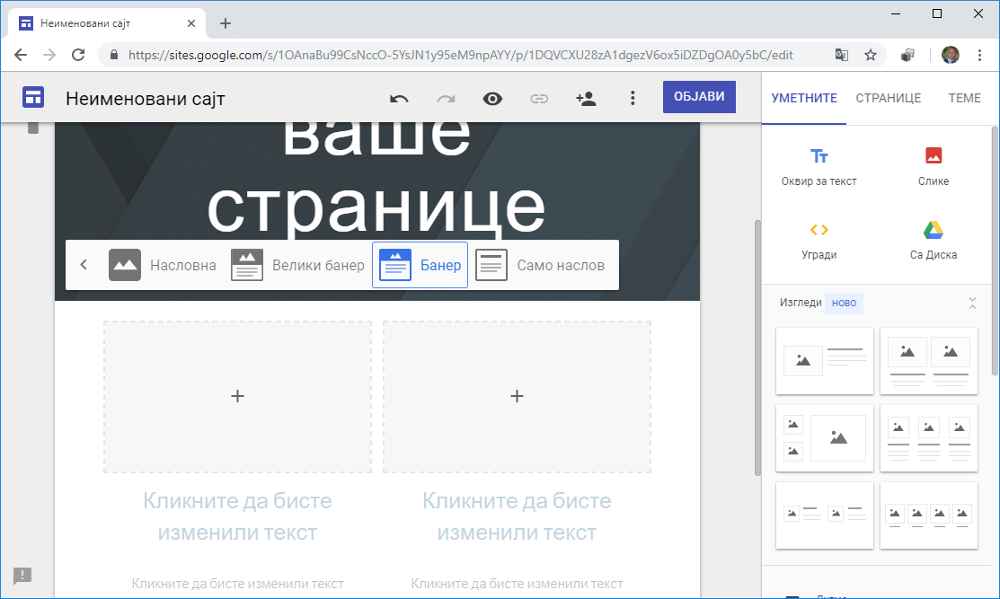 Неименовани сајт
https://sites.google.com/s/1OAnaBu99CsNccO-5YsJN1y95eM9npAYY/p/1DQVCXU28zA1dgezV6ox5iDZDgOA0y5bC/edit
Неименовани сајт
ОБЈАВИ
УМЕТНИТЕ СТРАНИЦЕ ТЕМЕ
ваше
странице
Насловна Велики банер Банер Само наслов
Кликните да бисте
изменили текст
Кликните да бисте
изменили текст
Кликните да бисте изменили текст
Кликните да бисте изменили текст
Оквир за текст
Слике
Угради
Са Диска
Изгледи НОВО